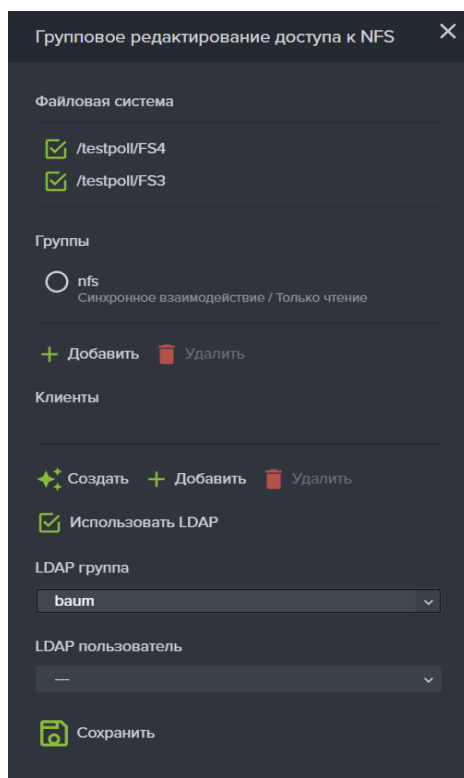 Групповое редактирование доступа к NFS
Файловая система
/testpoll/FS4
/testpoll/FS3
Группы
nfs
Синхронное взаимодействие / Только чтение
Добавить Удалить
Клиенты
Создать Добавить Удалить
Использовать LDAP
LDAP группа
baum
LDAP пользователь
---
Сохранить